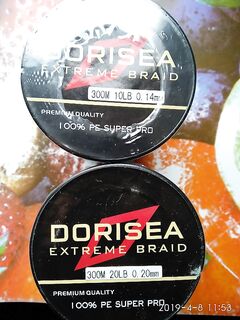 DORISEA
EXTREME BRAID
300M 10LB 0.14mm
PREMIUM QUALITY
100% PE SUPER PRO
DORISEA
EXTREME BRAID
300M 20LB 0.20mm
PREMIUM QUALITY
100% PE SUPER PRO
2019-4-8 11:53